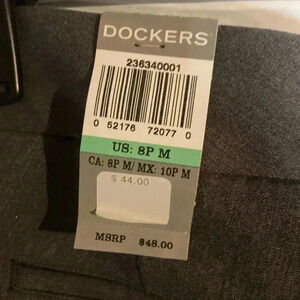 DOCKERS
236340001
0 52176 72077 0
US: 8P M
CA: 8P M/ MX: 10P M
$ 44.00
MSRP $48.00